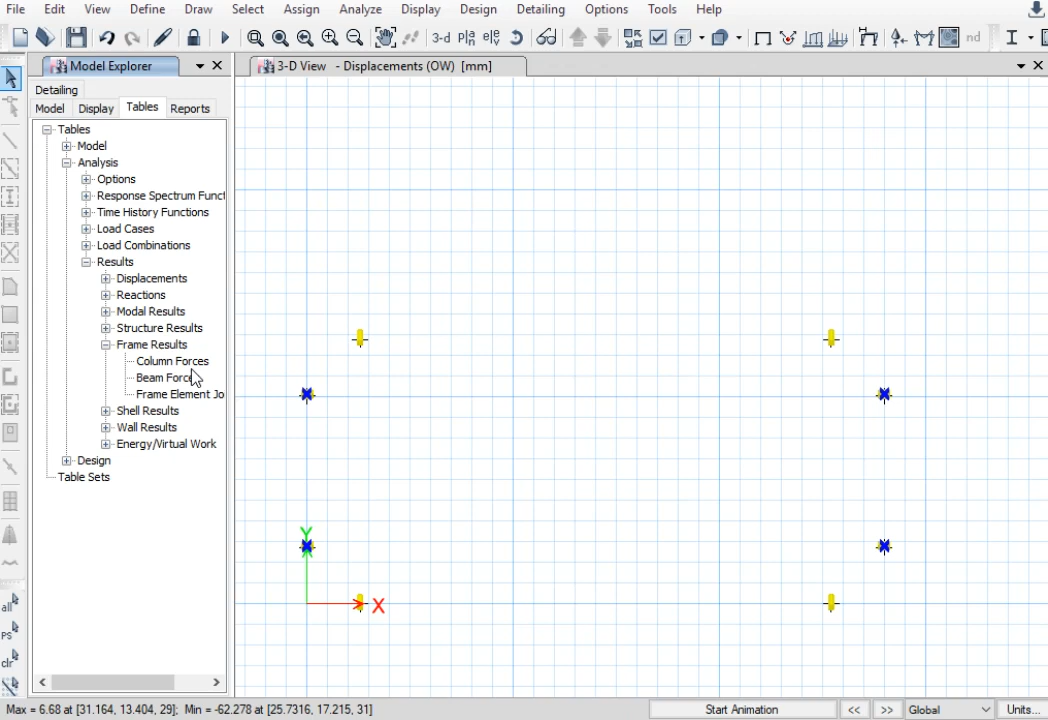 File Edit View Define Draw Select Assign Analyze Display Design Detailing Options Tools Help
3-d plạ nd
Model Explorer
3-D View - Displacements (OW) [mm]
Detailing
Model Display Tables Reports
Tables
Model
Analysis
Options
Response Spectrum Funct
Time History Functions
Load Cases
Load Combinations
Results
Displacements
Reactions
Modal Results
Structure Results
Frame Results
Column Forces
Beam Forc
Frame Element Jo
Shell Results
Wall Results
Energy/Virtual Work
Design
Table Sets
Y
X
all
PS
clr
Max = 6.68 at [31.164, 13.404, 29]; Min = -62.278 at [25.7316, 17.215, 31]
Start Animation
<< >>
Global
Units...